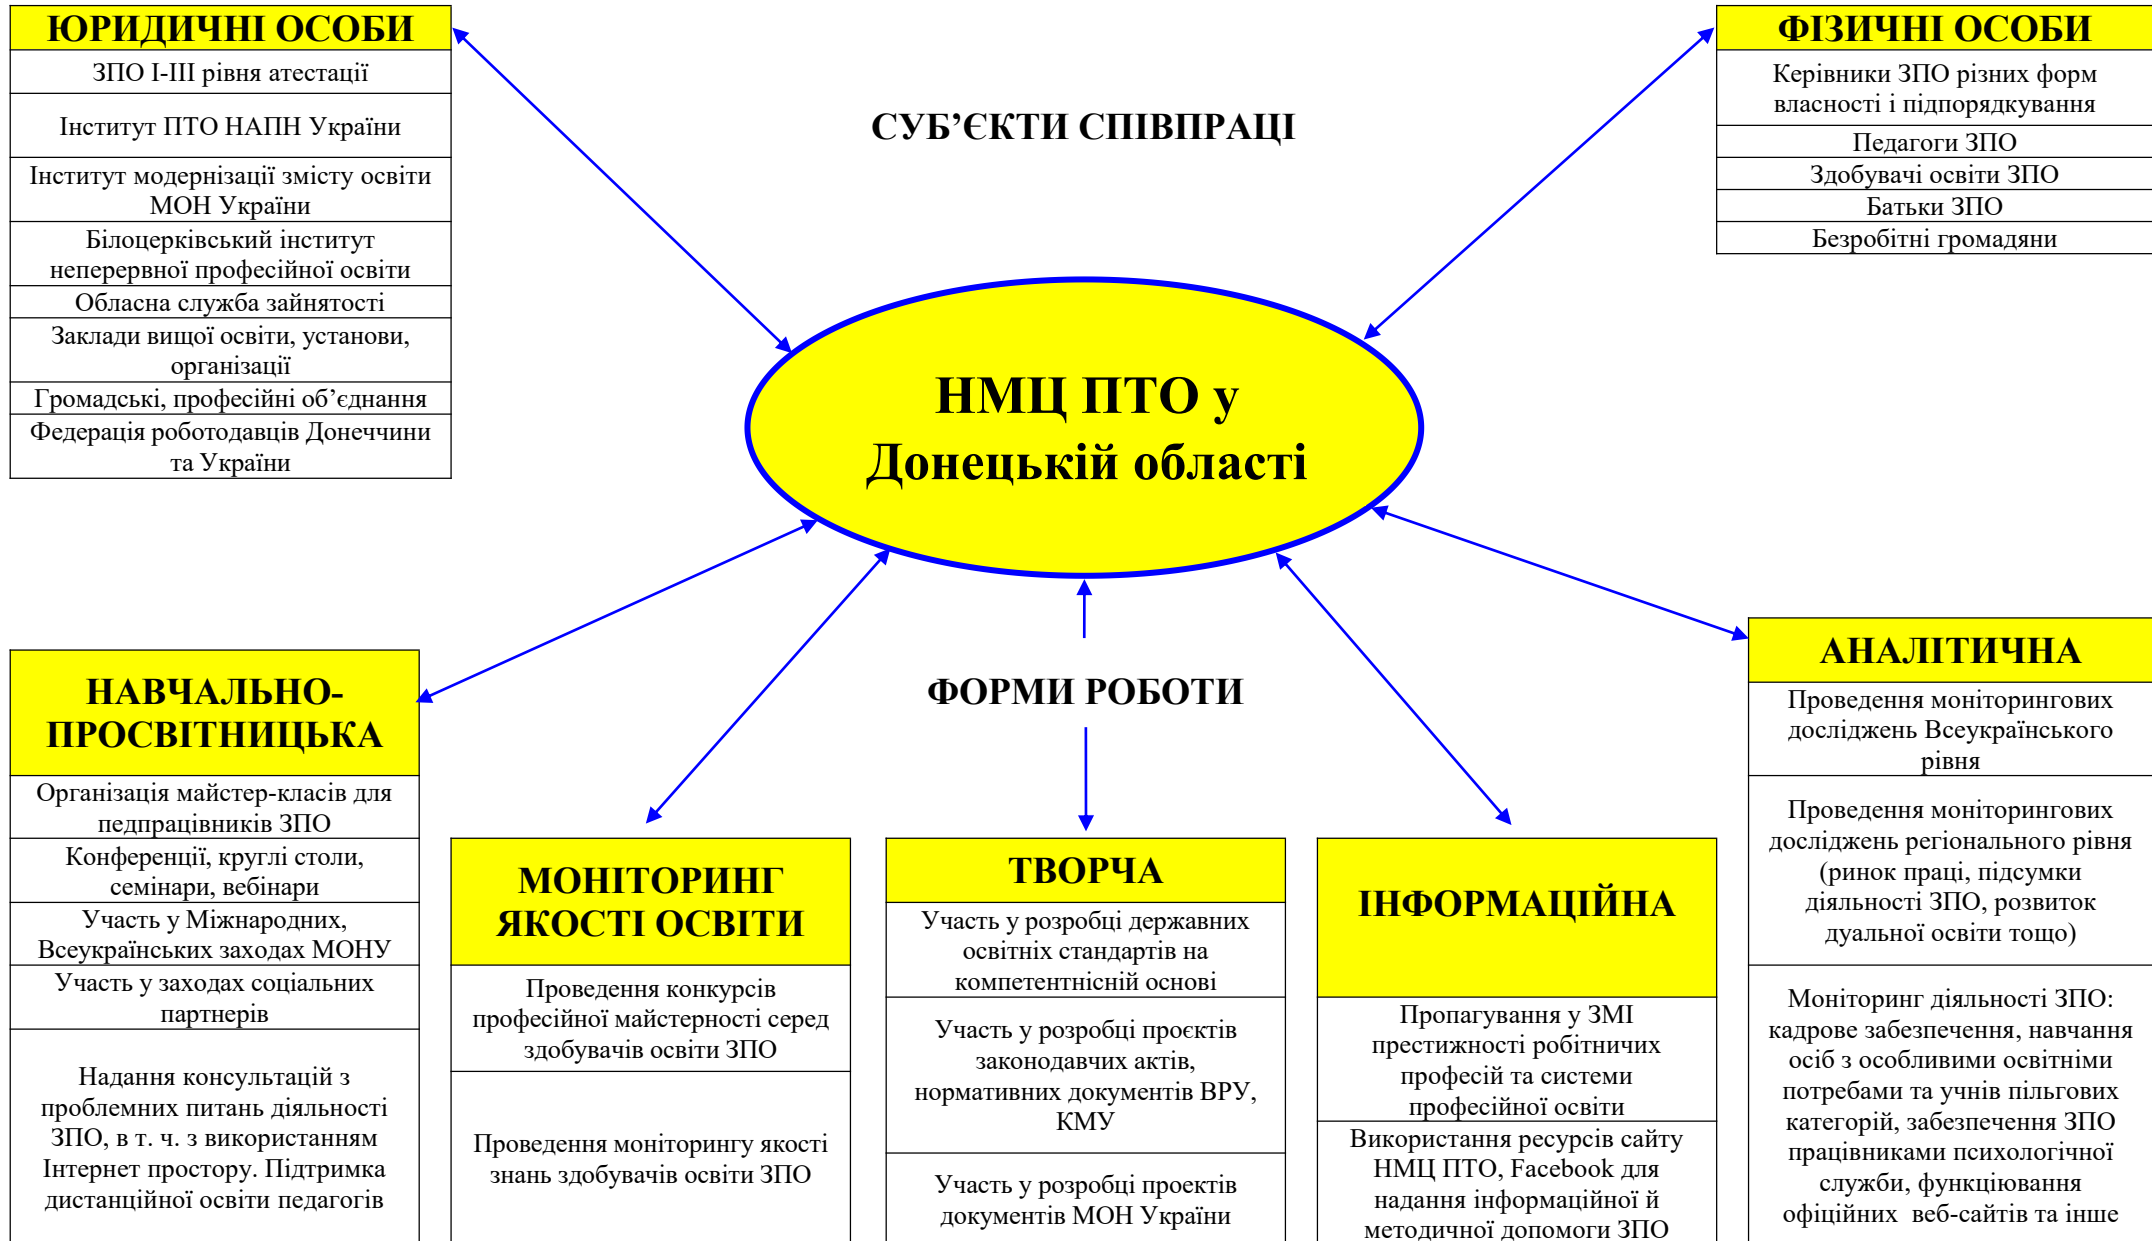 ЮРИДИЧНІ ОСОБИ
ЗПО І-ІІІ рівня атестації
Інститут ПТО НАПН України
Інститут модернізації змісту освіти
МОН України
Білоцерківський інститут
неперервної професійної освіти
Обласна служба зайнятості
Заклади вищої освіти, установи,
організації
Громадські, професійні об’єднання
Федерація роботодавців Донеччини
та України
СУБ’ЄКТИ СПІВПРАЦІ
ФІЗИЧНІ ОСОБИ
Керівники ЗПО різних форм
власності і підпорядкування
Педагоги ЗПО
Здобувачі освіти ЗПО
Батьки ЗПО
Безробітні громадяни
НМЦ ПТО у
Донецькій області
ФОРМИ РОБОТИ
НАВЧАЛЬНО-
ПРОСВІТНИЦЬКА
Організація майстер-класів для
педпрацівників ЗПО
Конференції, круглі столи,
семінари, вебінари
Участь у Міжнародних,
Всеукраїнських заходах МОНУ
Участь у заходах соціальних
партнерів
Надання консультацій з
проблемних питань діяльності
ЗПО, в т. ч. з використанням
Інтернет простору. Підтримка
дистанційної освіти педагогів
МОНІТОРИНГ
ЯКОСТІ ОСВІТИ
Проведення конкурсів
професійної майстерності серед
здобувачів освіти ЗПО
Проведення моніторингу якості
знань здобувачів освіти ЗПО
ТВОРЧА
Участь у розробці державних
освітніх стандартів на
компетентнісній основі
Участь у розробці проєктів
законодавчих актів,
нормативних документів ВРУ,
КМУ
Участь у розробці проектів
документів МОН України
ІНФОРМАЦІЙНА
Пропагування у ЗМІ
престижності робітничих
професій та системи
професійної освіти
Використання ресурсів сайту
НМЦ ПТО, Facebook для
надання інформаційної й
методичної допомоги ЗПО
АНАЛІТИЧНА
Проведення моніторингових
досліджень Всеукраїнського
рівня
Проведення моніторингових
досліджень регіонального рівня
(ринок праці, підсумки
діяльності ЗПО, розвиток
дуальної освіти тощо)
Моніторинг діяльності ЗПО:
кадрове забезпечення, навчання
осіб з особливими освітніми
потребами та учнів пільгових
категорій, забезпечення ЗПО
працівниками психологічної
служби, функціювання
офіційних веб-сайтів та інше